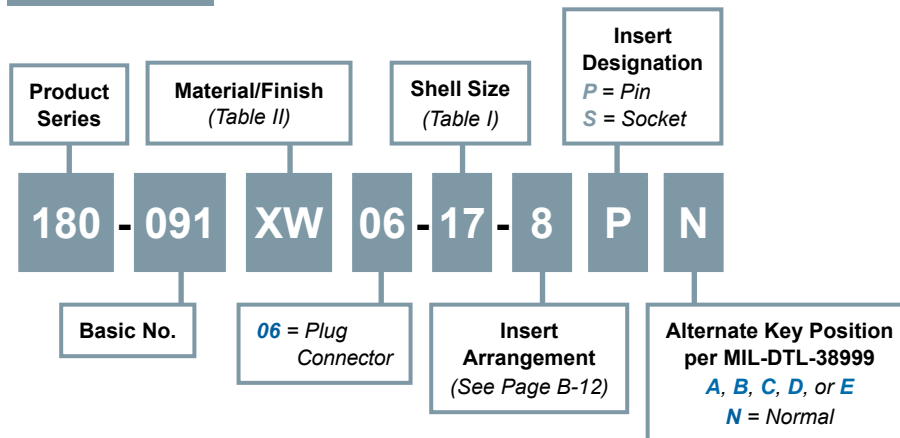 Product
Series
Material/Finish
(Table II)
Shell Size
(Table I)
Insert
Designation
P = Pin
S = Socket
180 - 091 XW 06 - 17 - 8 P N
Basic No.
06 = Plug
Connector
Insert
Arrangement
(See Page B-12)
Alternate Key Position
per MIL-DTL-38999
A, B, C, D, or E
N = Normal